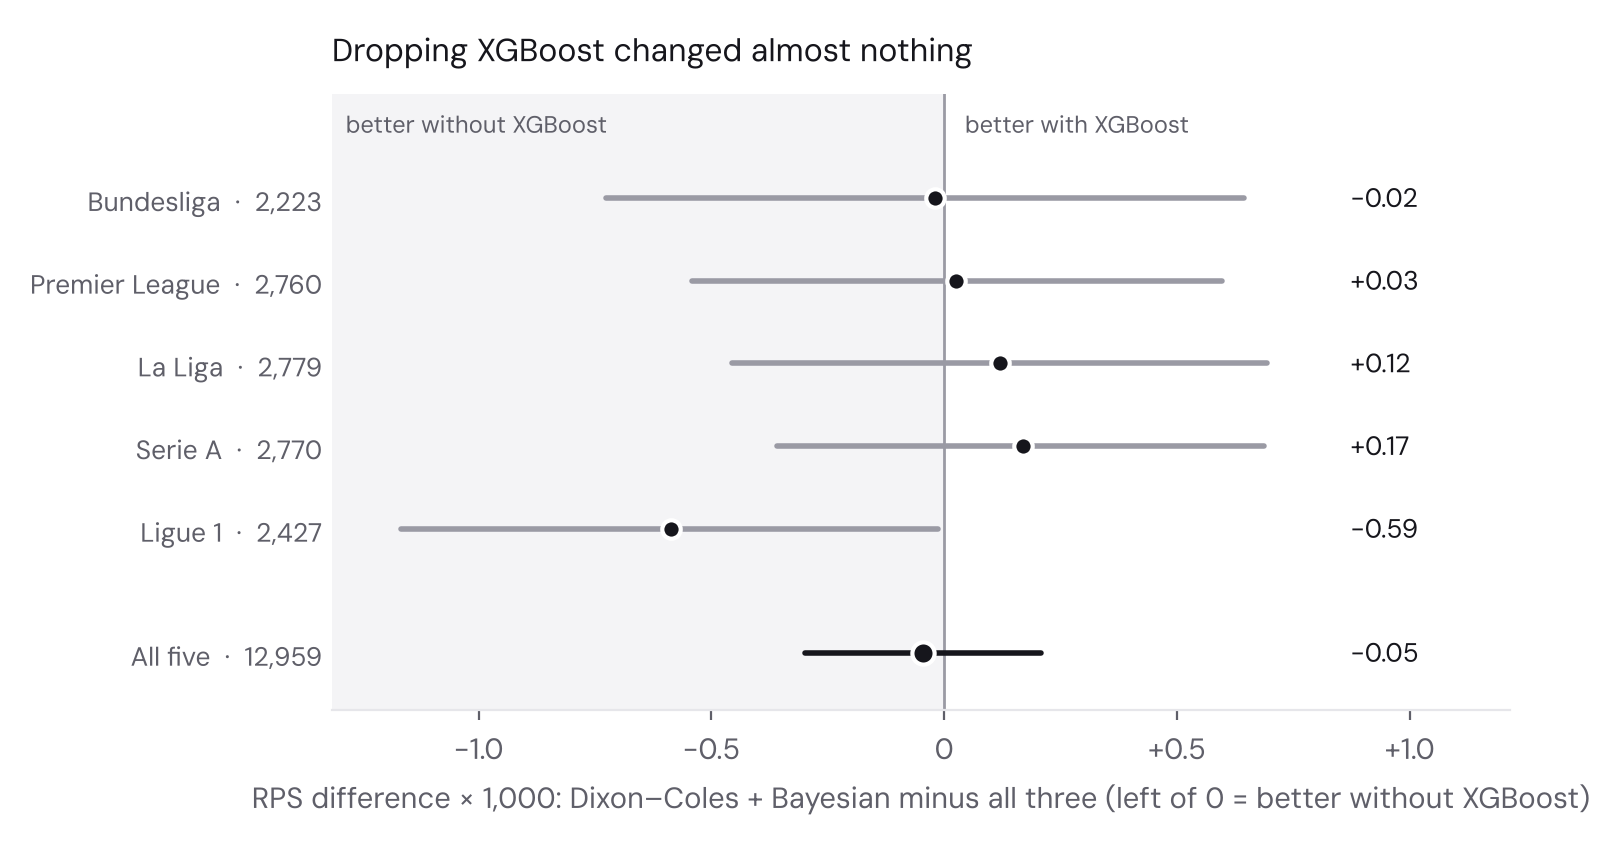 Dropping XGBoost changed almost nothing
better without XGBoost better with XGBoost
Bundesliga · 2,223 −0.02
Premier League · 2,760 +0.03
La Liga · 2,779 +0.12
Serie A · 2,770 +0.17
Ligue 1 · 2,427 −0.59
All five · 12,959 −0.05
−1.0 −0.5 0 +0.5 +1.0
RPS difference × 1,000: Dixon–Coles + Bayesian minus all three (left of 0 = better without XGBoost)